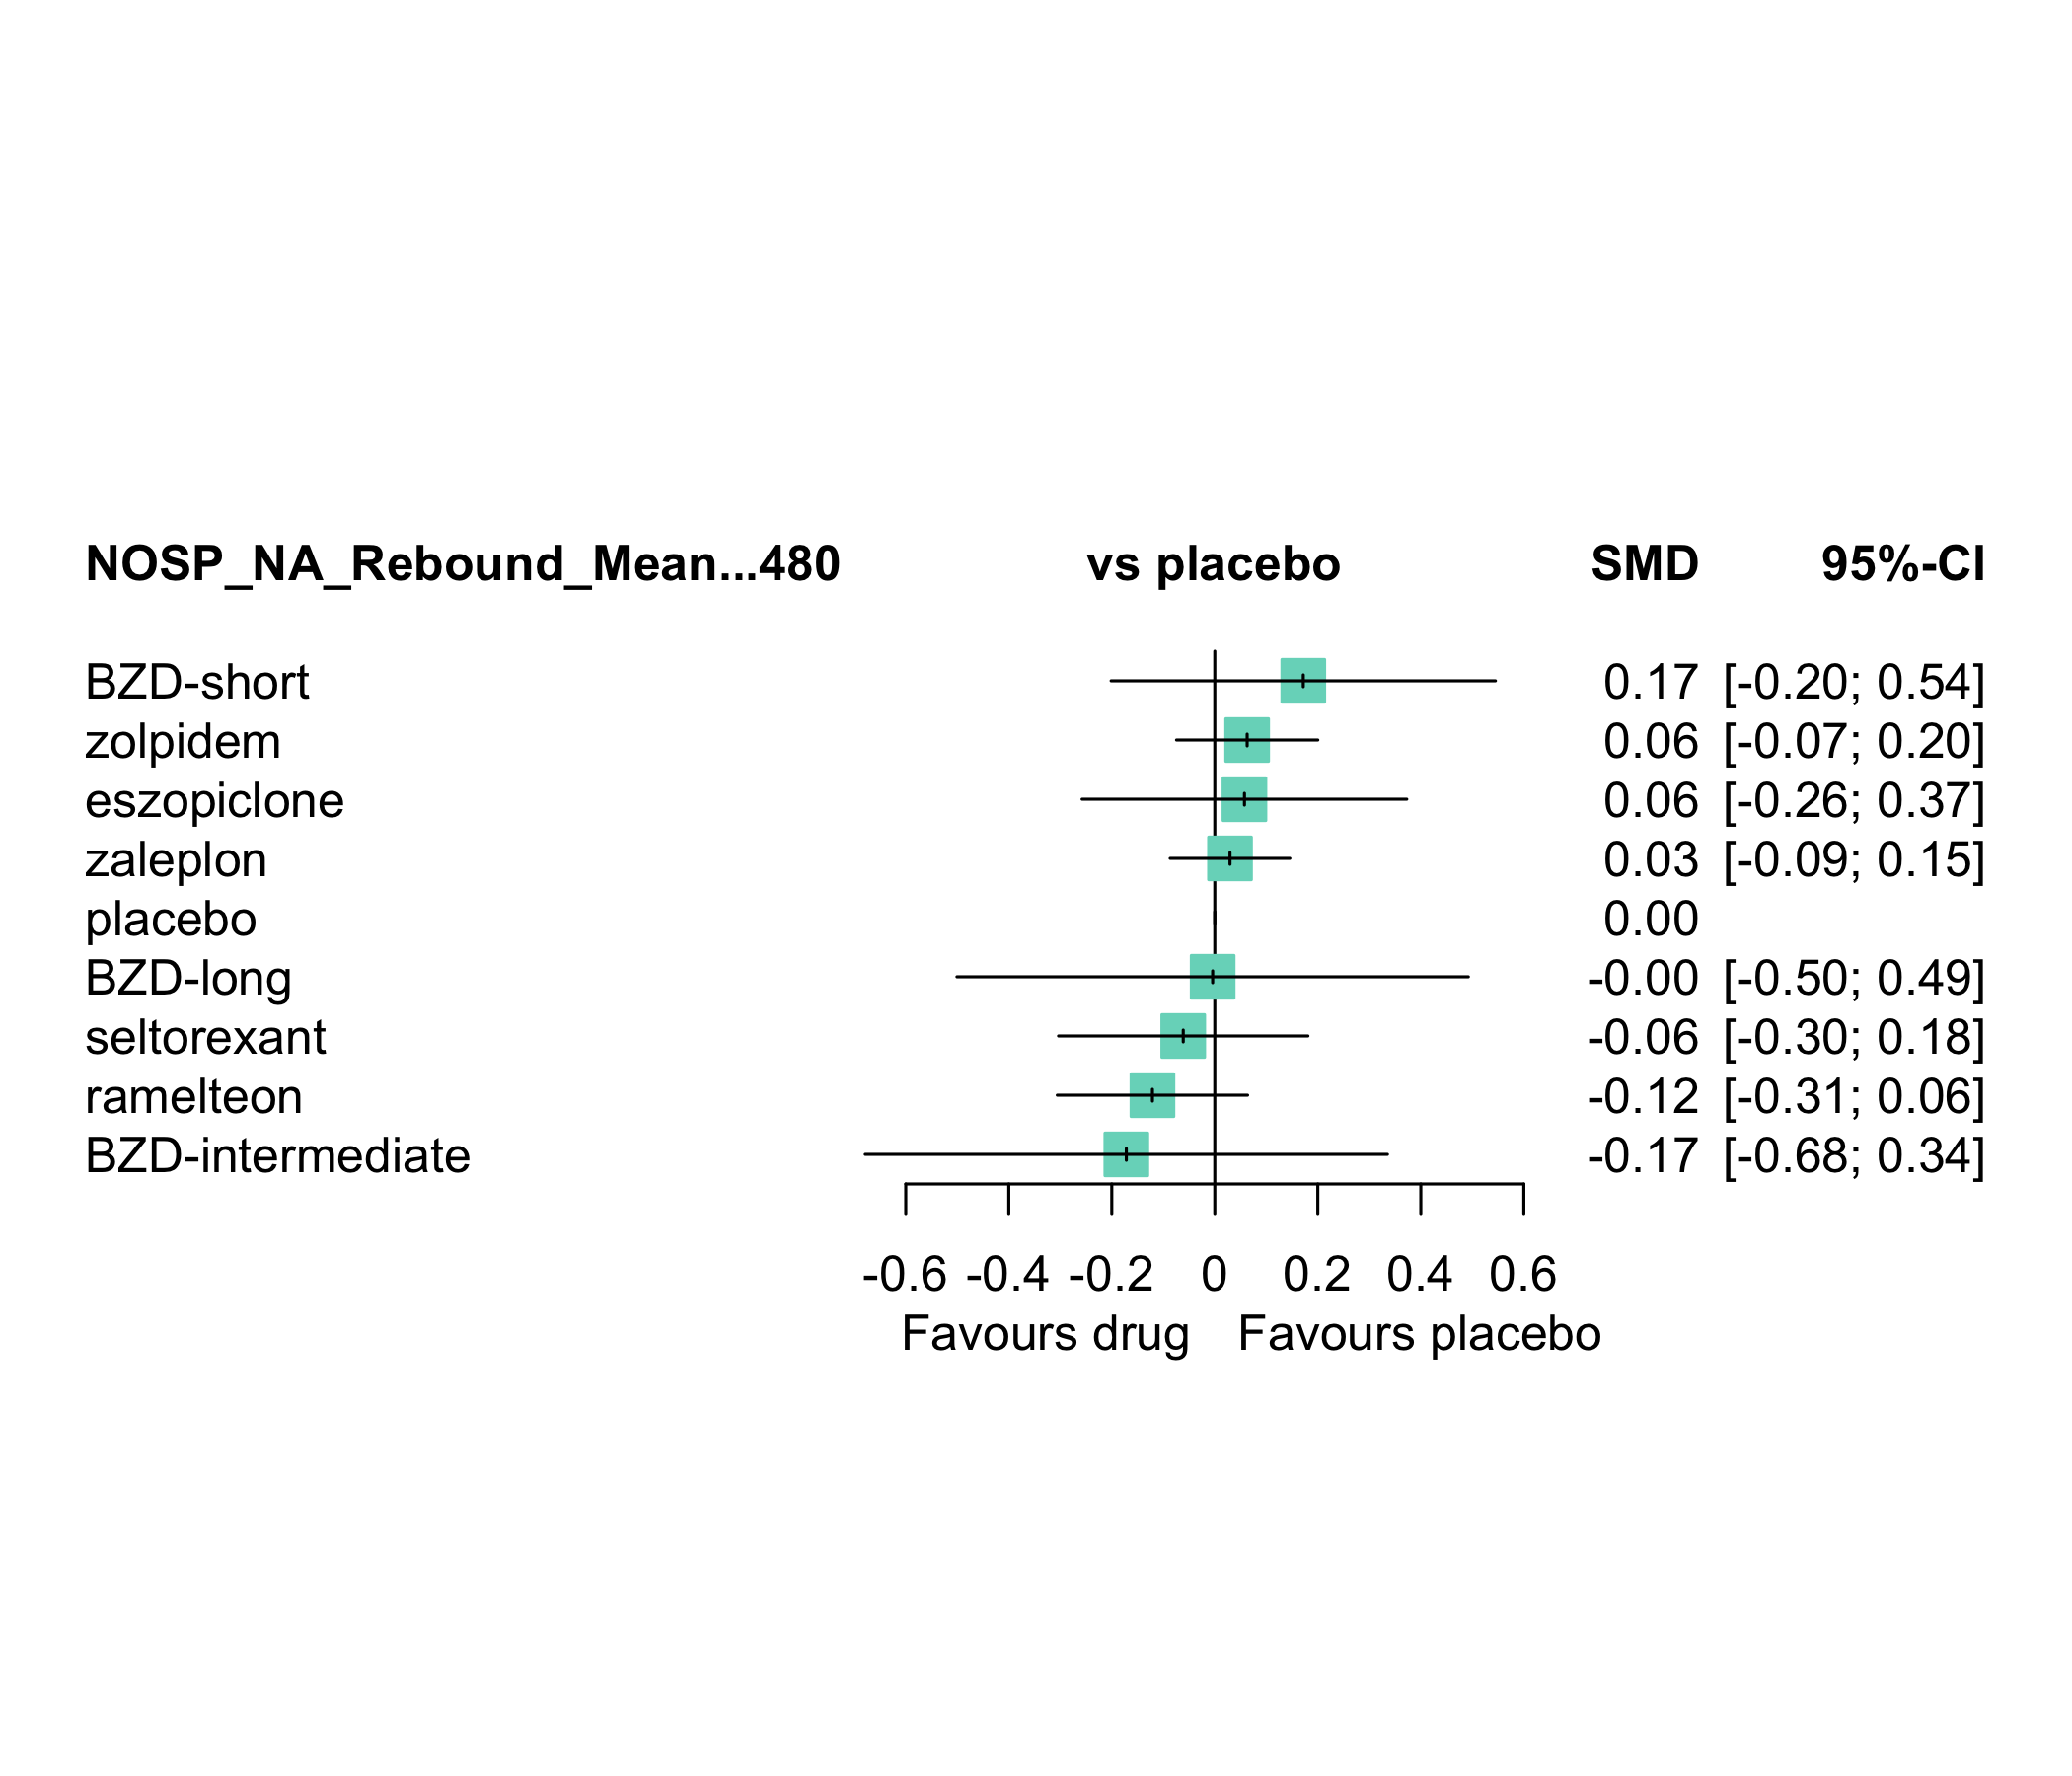 NOSP_NA_Rebound_Mean...480 vs placebo SMD 95%-CI
BZD-short 0.17 [-0.20; 0.54]
zolpidem 0.06 [-0.07; 0.20]
eszopiclone 0.06 [-0.26; 0.37]
zaleplon 0.03 [-0.09; 0.15]
placebo 0.00
BZD-long -0.00 [-0.50; 0.49]
seltorexant -0.06 [-0.30; 0.18]
ramelteon -0.12 [-0.31; 0.06]
BZD-intermediate -0.17 [-0.68; 0.34]
-0.6 -0.4 -0.2 0 0.2 0.4 0.6
Favours drug Favours placebo